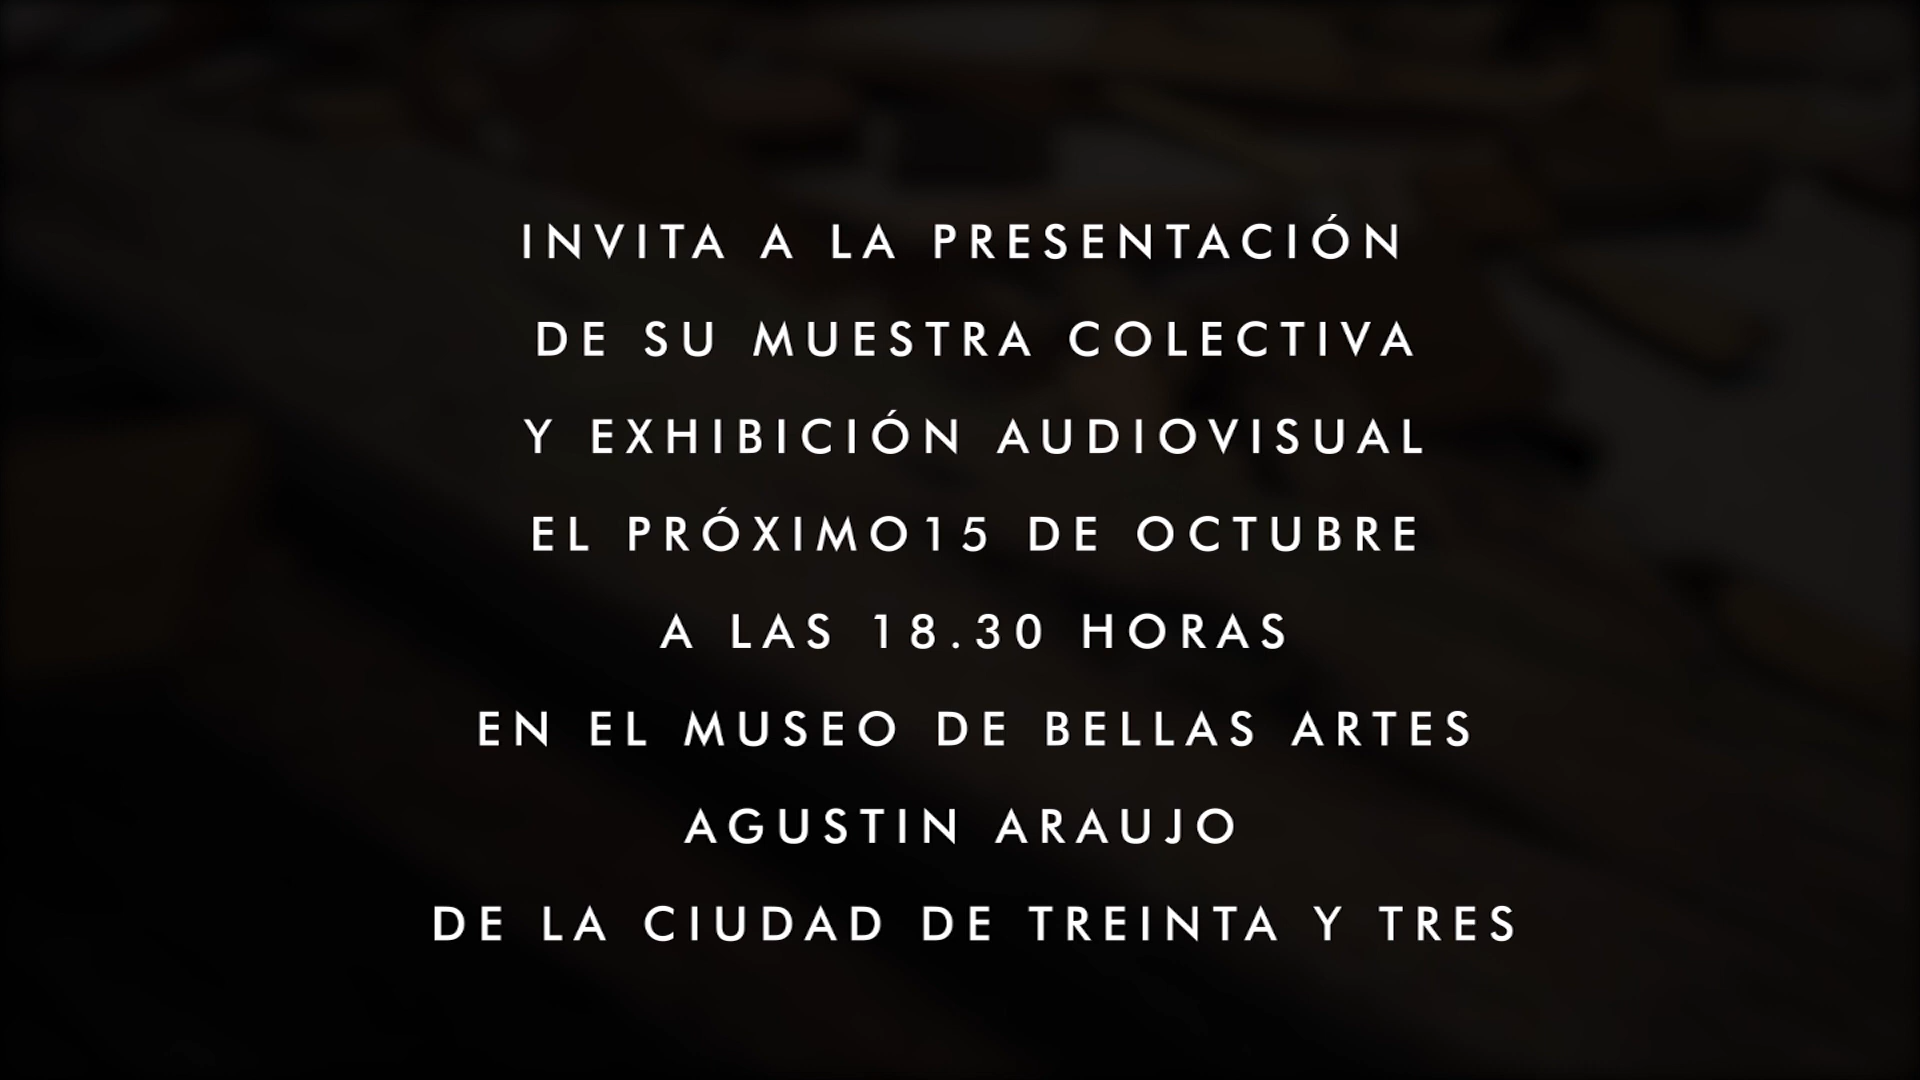 INVITA A LA PRESENTACIÓN
DE SU MUESTRA COLECTIVA
Y EXHIBICIÓN AUDIOVISUAL
EL PRÓXIMO15 DE OCTUBRE
A LAS 18.30 HORAS
EN EL MUSEO DE BELLAS ARTES
AGUSTIN ARAUJO
DE LA CIUDAD DE TREINTA Y TRES